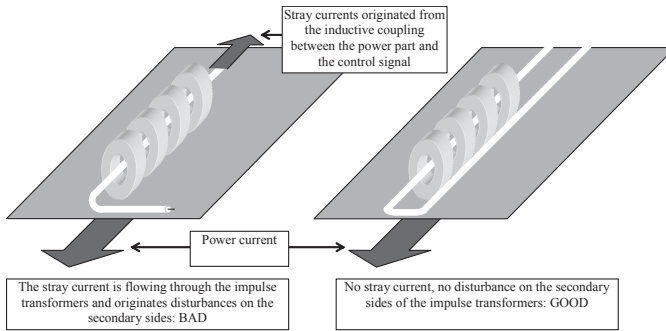 Stray currents originated from
the inductive coupling
between the power part and
the control signal
Power current
The stray current is flowing through the impulse
transformers and originates disturbances on the
secondary sides: BAD
No stray current, no disturbance on the secondary
sides of the impulse transformers: GOOD